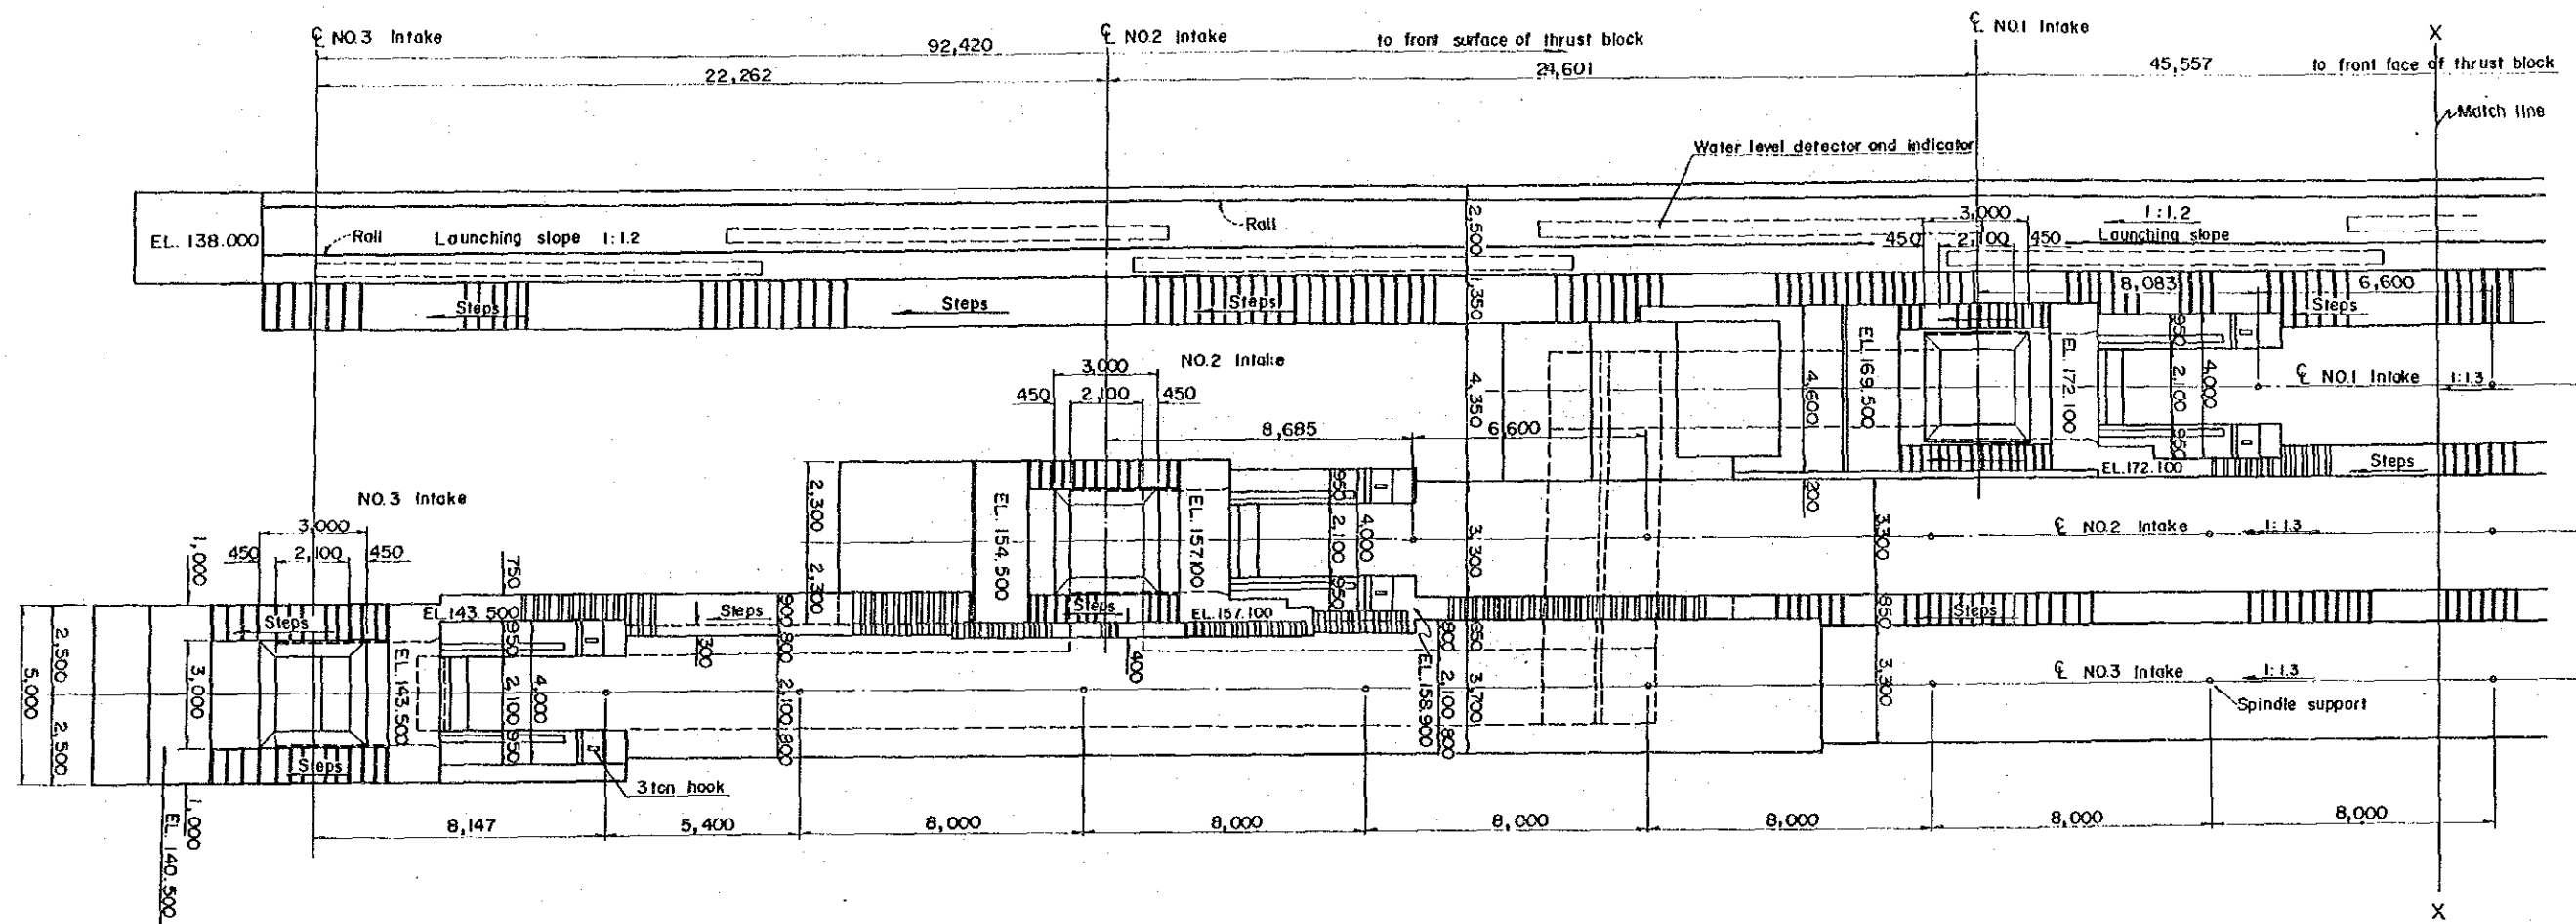 ℄ NO.3 Intake
92,420
℄ NO.2 Intake
to front surface of thrust block
℄ NO.1 Intake
X
22,262
24,601
45,557
to front face of thrust block
Match line
Water level detector and indicator
EL. 138.000
Rail
Launching slope 1:1.2
Rail
2,500
3,000
1:1.2
450
2,100
450
Launching slope
Steps
Steps
Steps
1,350
8,083
6,600
Steps
NO.2 Intake
3,000
450
2,100
450
8,685
6,600
4,350
4,600
EL. 169.500
EL. 172.100
950
2,100
4,000
950
℄ NO.1 Intake
1:1.3
EL.172.100
Steps
200
NO.3 Intake
3,000
450
2,100
450
1,000
750
2,300
2,300
EL. 154.500
EL. 157.100
950
2,100
4,000
950
3,300
3,300
℄ NO.2 Intake
1:1.3
EL.143.500
Steps
900
Steps
EL.157.100
850
Steps
Steps
5,000
2,500
2,500
3,000
EL.143.500
950
2,100
4,000
950
300
800
2,100
800
400
EL.158.900
800
2,100
800
950
3,700
3,300
℄ NO.3 Intake
1:1.3
Spindle support
Steps
3ton hook
1,000
EL. 140.500
8,147
5,400
8,000
8,000
8,000
8,000
8,000
8,000
X